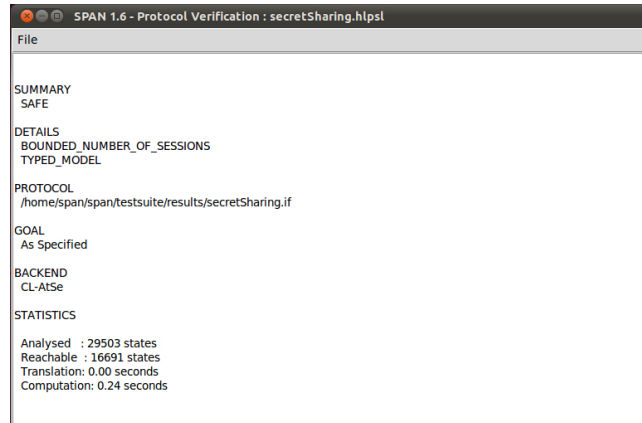 SPAN 1.6 - Protocol Verification : secretSharing.hlpsl
File
SUMMARY
SAFE
DETAILS
BOUNDED_NUMBER_OF_SESSIONS
TYPED_MODEL
PROTOCOL
/home/span/span/testsuite/results/secretSharing.if
GOAL
As Specified
BACKEND
CL-AtSe
STATISTICS
Analysed : 29503 states
Reachable : 16691 states
Translation: 0.00 seconds
Computation: 0.24 seconds